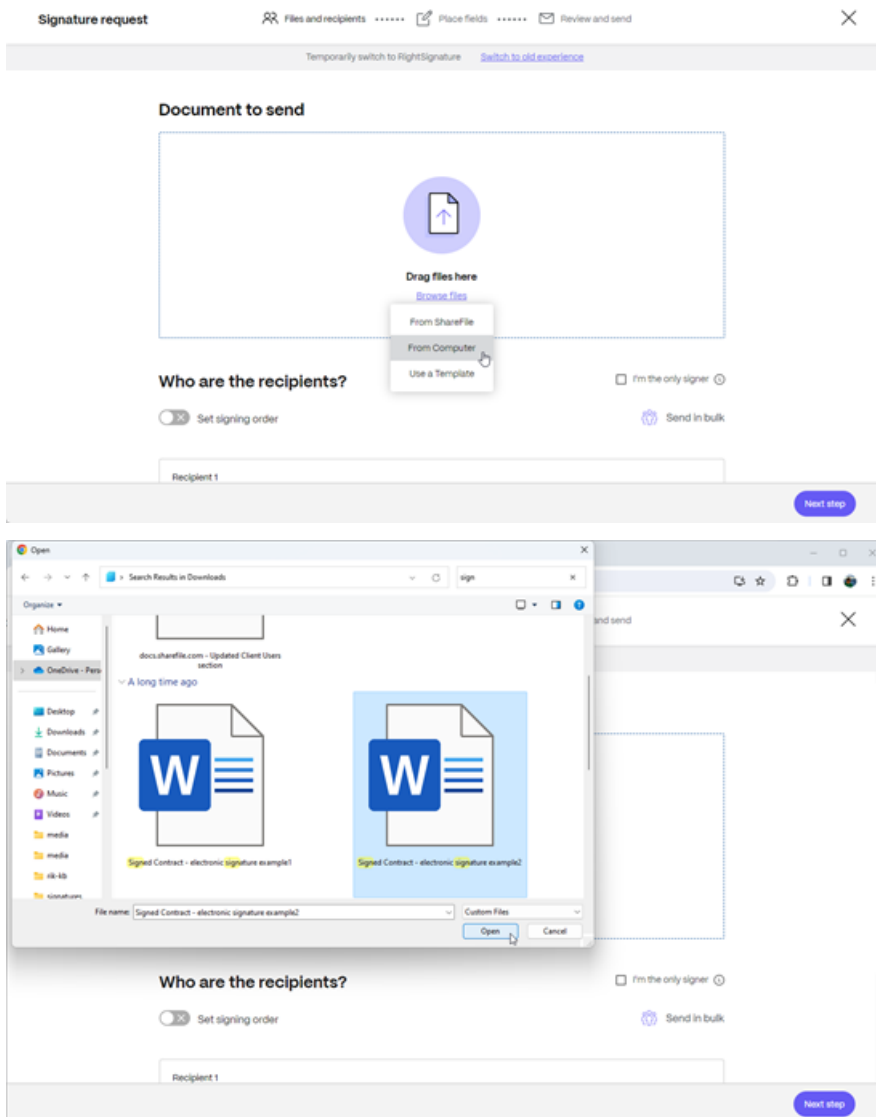 Signature request
Files and recipients
Place fields
Review and send
Temporarily switch to RightSignature Switch to old experience
Document to send
Drag files here
Browse files
From ShareFile
From Computer
Use a Template
Who are the recipients?
I'm the only signer
Set signing order
Send in bulk
Recipient 1
Next step
Open
Search Results in Downloads
sign
Organize
Home
Gallery
OneDrive - Pers
Desktop
Downloads
Documents
Pictures
Music
Videos
media
media
rik-kb
signatures
docs.sharefile.com - Updated Client Users
section
A long time ago
W
W
Signed Contract - electronic signature example1
Signed Contract - electronic signature example2
File name: Signed Contract - electronic signature example2
Custom Files
Open
Cancel
and send
Who are the recipients?
I'm the only signer
Set signing order
Send in bulk
Recipient 1
Next step